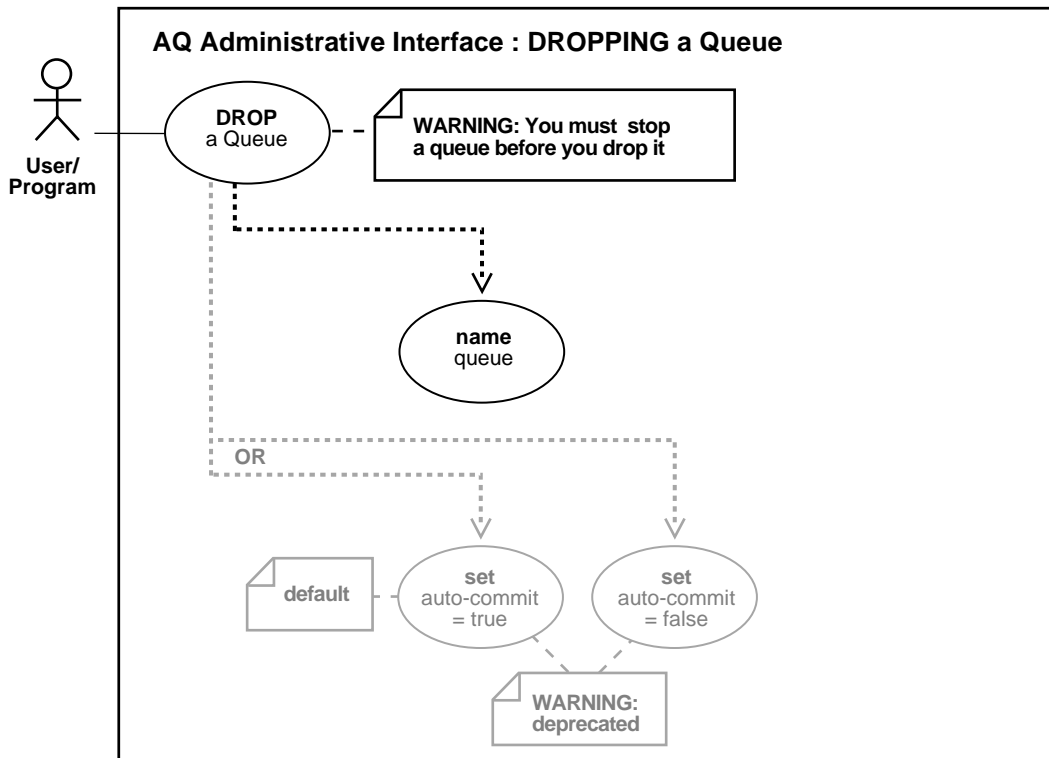 AQ Administrative Interface : DROPPING a Queue
User/
Program
DROP
a Queue
WARNING: You must  stop
a queue before you drop it
name
queue
OR
default
set
auto-commit
= true
set
auto-commit
= false
WARNING:
deprecated